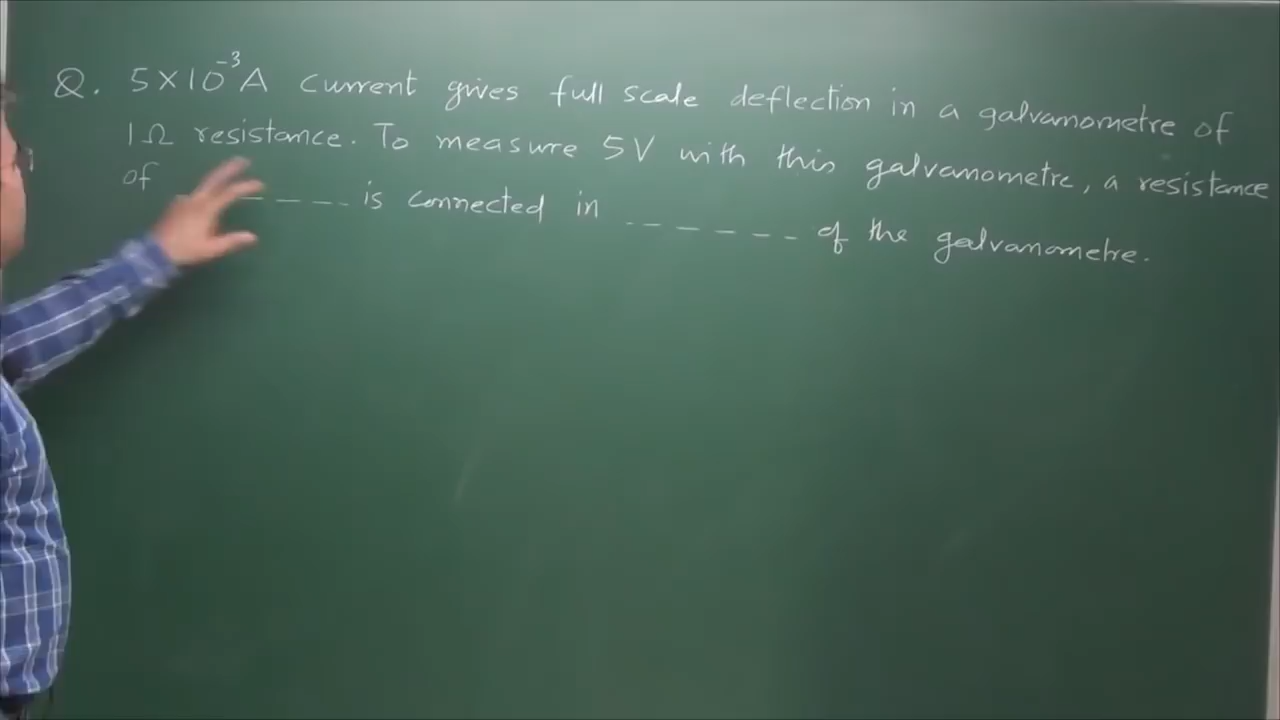 Q. 5×10⁻³A current gives full scale deflection in a galvanometre of
1Ω resistance. To measure 5V with this galvanometre, a resistance
of ------ is connected in ------- of the galvanometre.